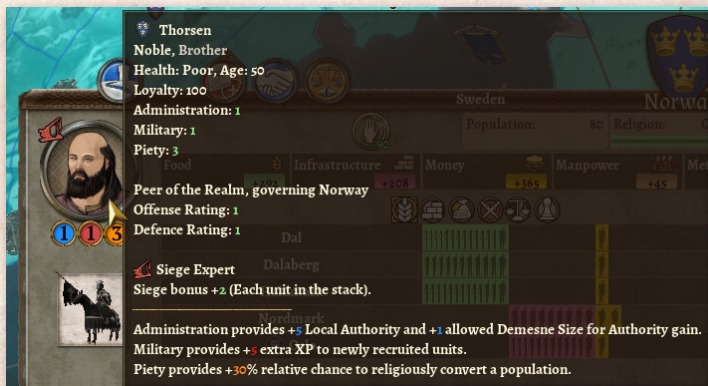 Thorsen
Noble, Brother
Health: Poor, Age: 50
Loyalty: 100
Administration: 1
Military: 1
Piety: 3
Peer of the Realm, governing Norway
Offense Rating: 1
Defence Rating: 1
Siege Expert
Siege bonus +2 (Each unit in the stack).
Administration provides +5 Local Authority and +1 allowed Demesne Size for Authority gain.
Military provides +5 extra XP to newly recruited units.
Piety provides +30% relative chance to religiously convert a population.
1 1 3
Sweden
Population: 80 Religion:
Food Infrastructure Money Manpower
+208 +365 +45
Dal
Dalaberg
Nordmark